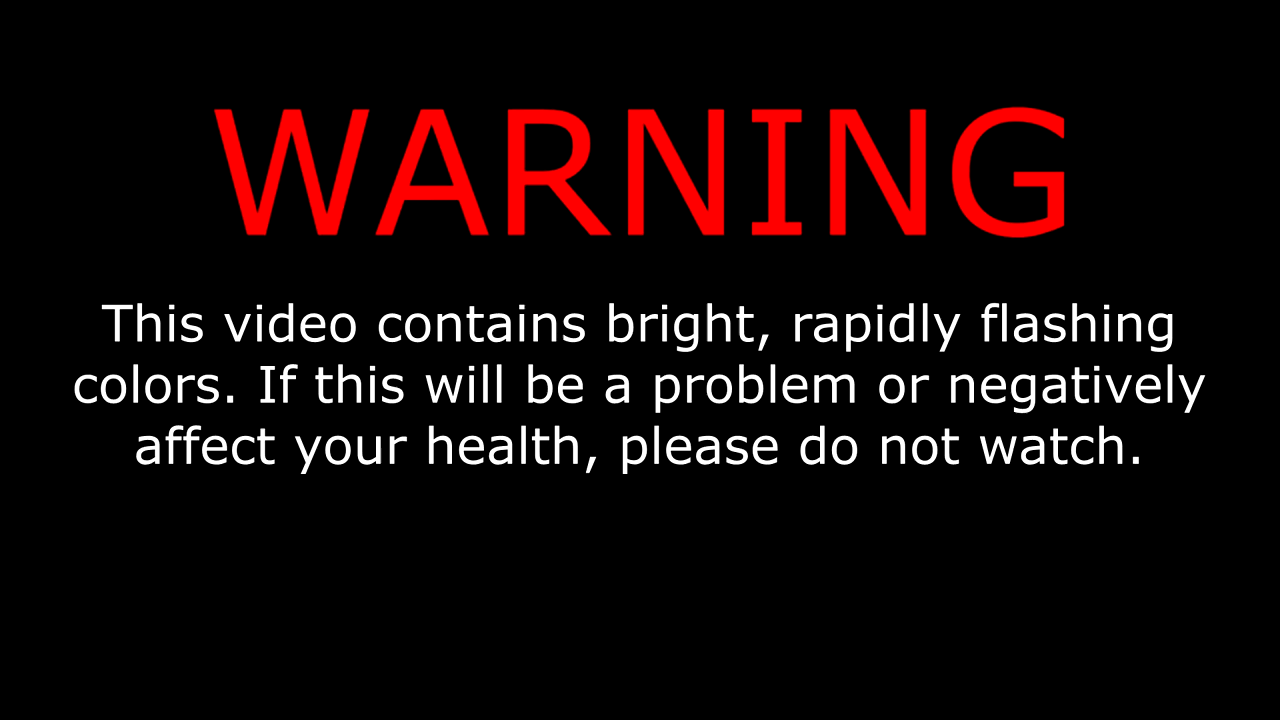 WARNING
This video contains bright, rapidly flashing
colors. If this will be a problem or negatively
affect your health, please do not watch.